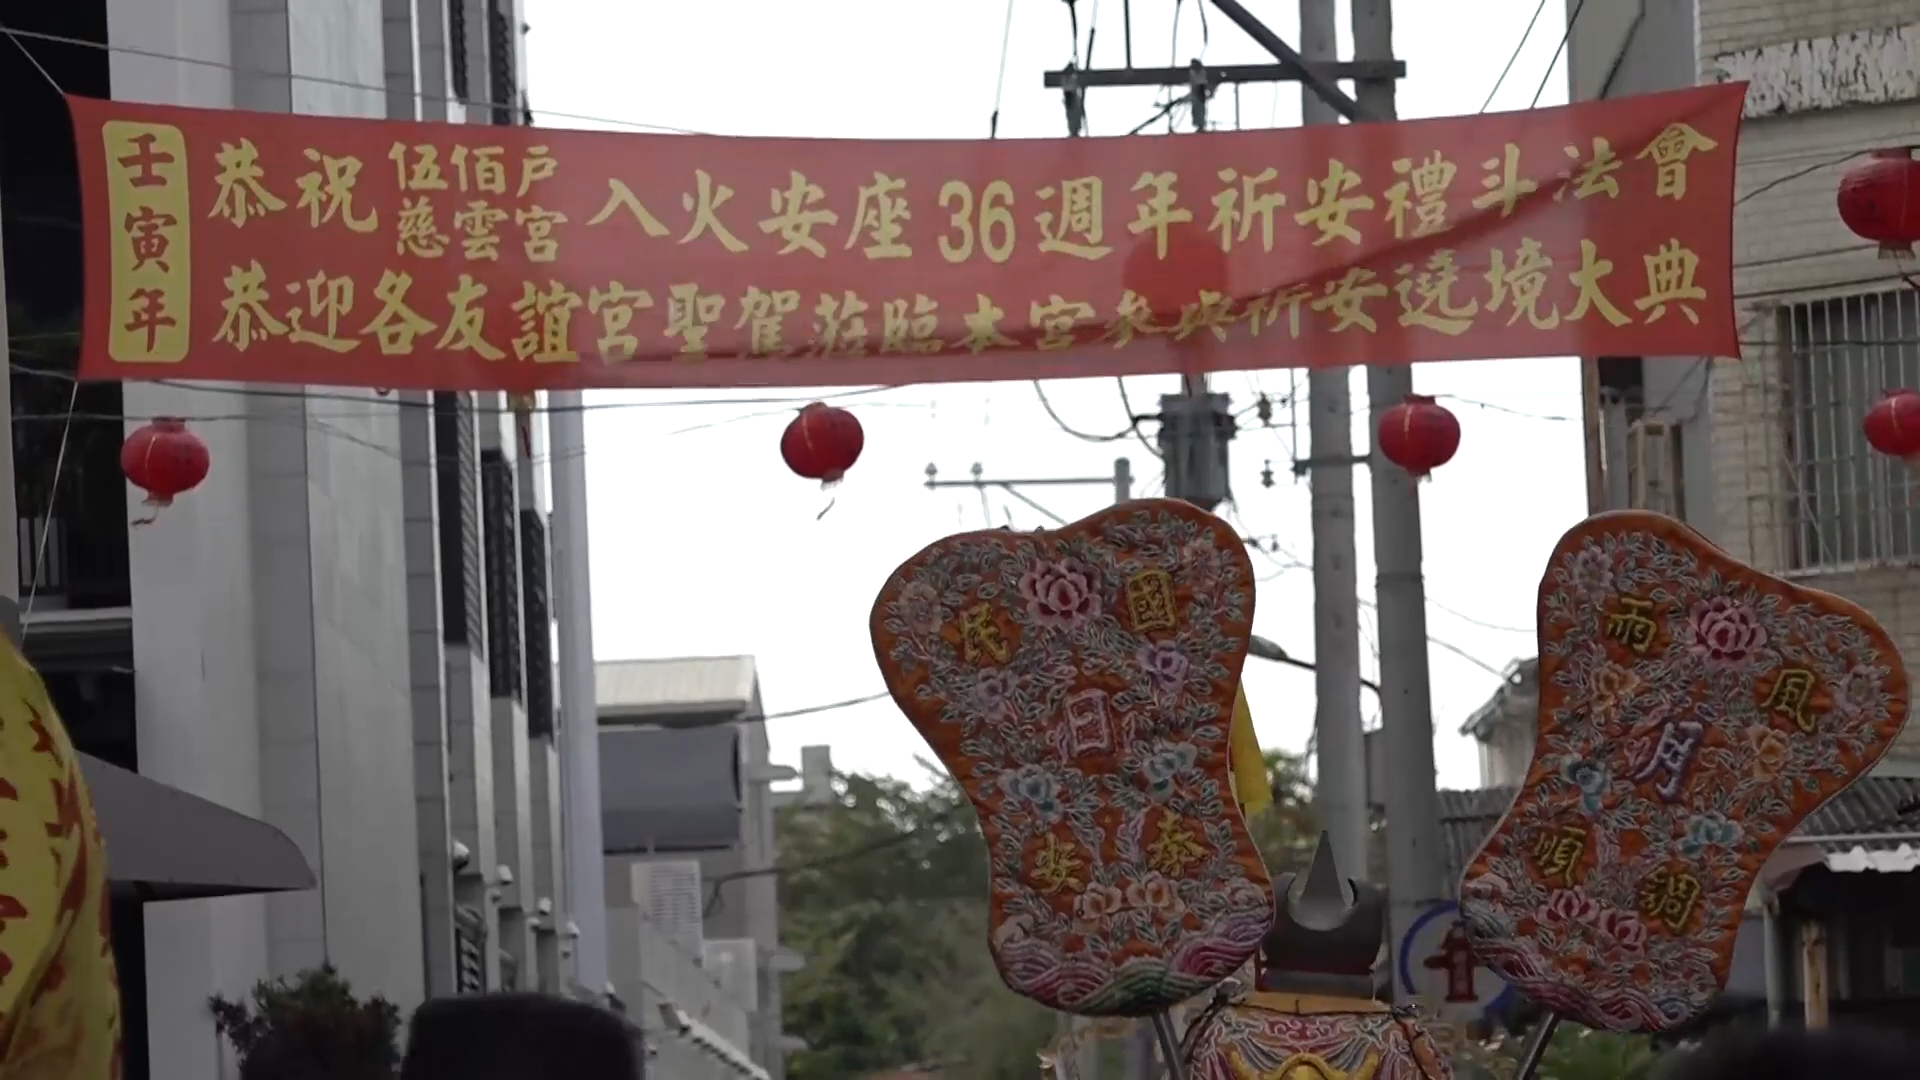 壬寅年
恭祝伍佰戶慈雲宮入火安座36週年祈安禮斗法會
恭迎各友誼宮聖駕蒞臨本宮參與祈安遶境大典
國泰民安
日
風調雨順
月